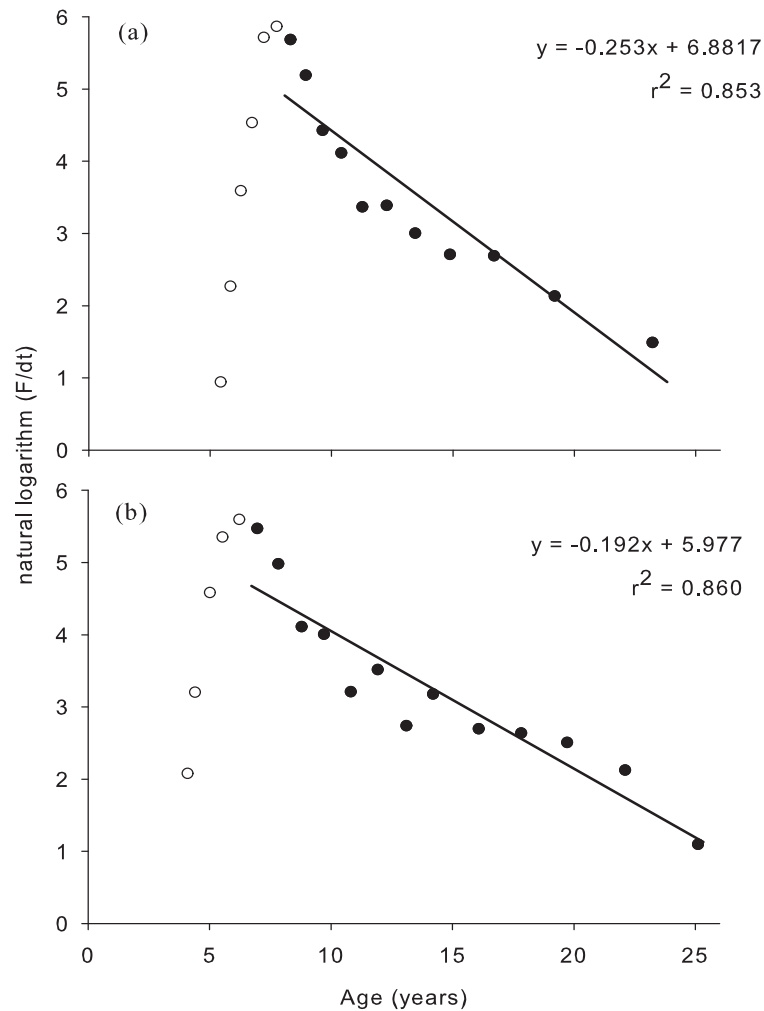 natural logarithm (F/dt)
(a)
y = -0.253x + 6.8817
r2 = 0.853
6
5
4
3
2
1
0
(b)
y = -0.192x + 5.977
r2 = 0.860
6
5
4
3
2
1
0
0 5 10 15 20 25
Age (years)